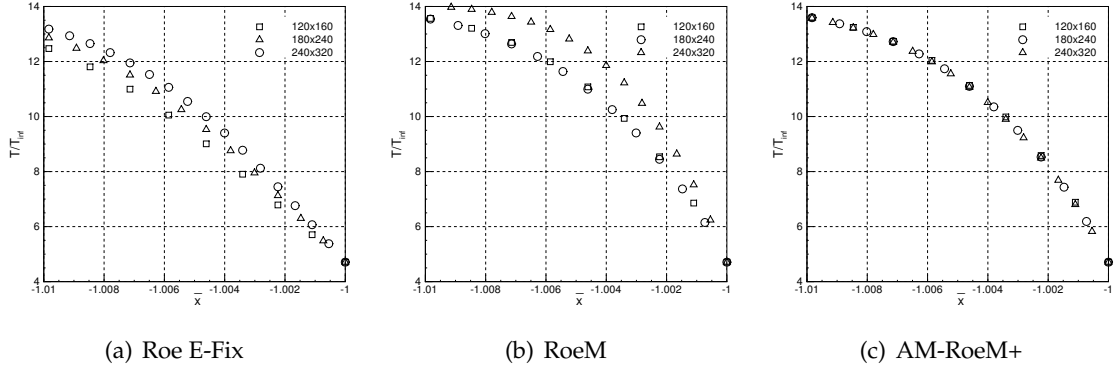 14
12
10
8
6
4
T/T_inf
120x160
180x240
240x320
-1.01
-1.008
-1.006
-1.004
-1.002
-1
x
(a) Roe E-Fix
14
12
10
8
6
4
T/T_inf
120x160
180x240
240x320
-1.01
-1.008
-1.006
-1.004
-1.002
-1
x
(b) RoeM
14
12
10
8
6
4
T/T_inf
120x160
180x240
240x320
-1.01
-1.008
-1.006
-1.004
-1.002
-1
x
(c) AM-RoeM+